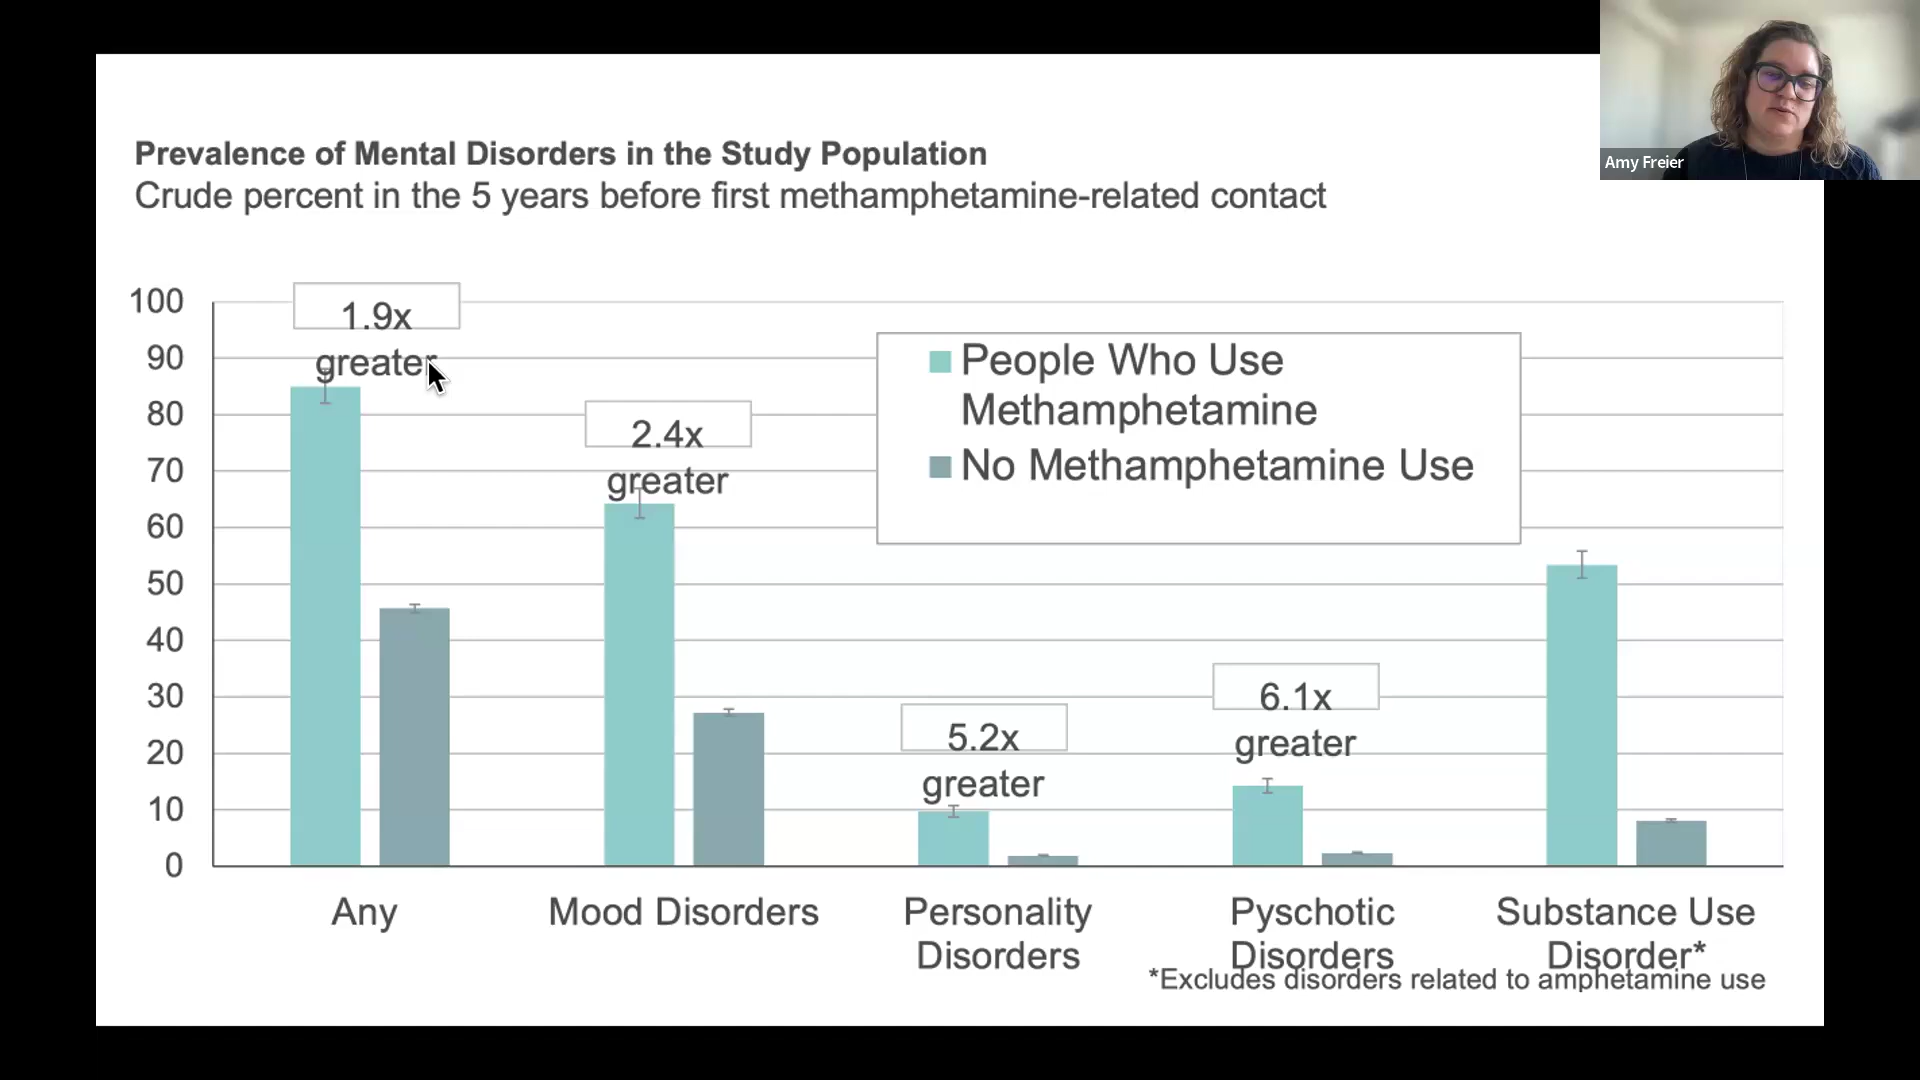 Amy Freier
Prevalence of Mental Disorders in the Study Population
Crude percent in the 5 years before first methamphetamine-related contact
100
90
80
70
60
50
40
30
20
10
0
1.9x
greater
2.4x
greater
5.2x
greater
6.1x
greater
People Who Use
Methamphetamine
No Methamphetamine Use
Any
Mood Disorders
Personality
Disorders
Pyschotic
Disorders
Substance Use
Disorder*
*Excludes disorders related to amphetamine use